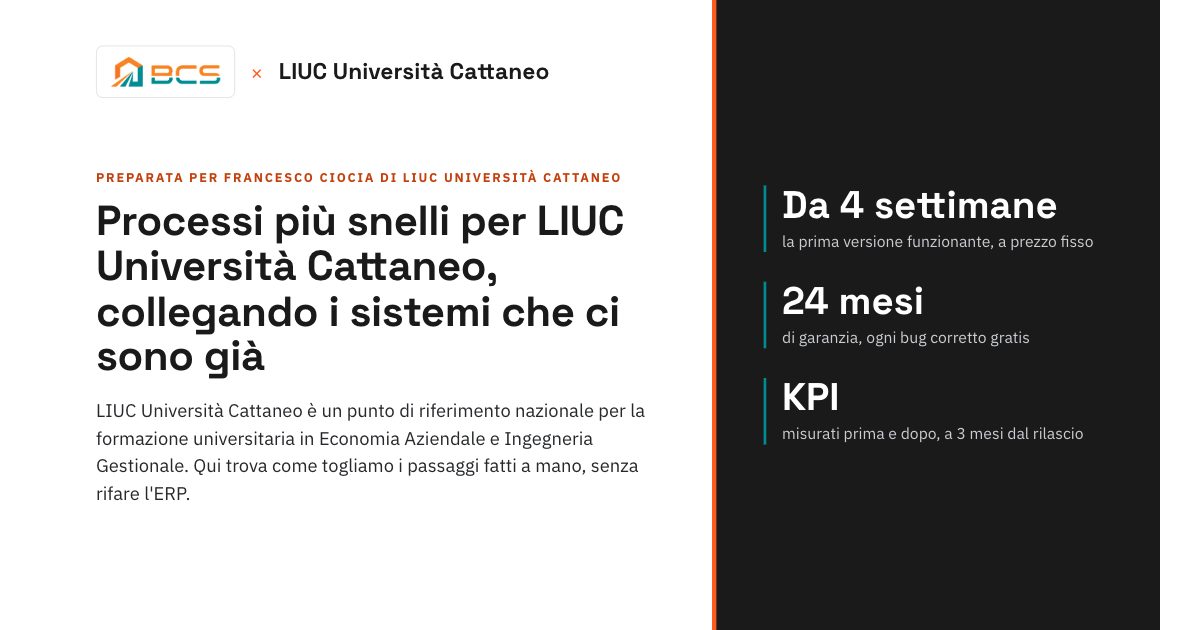 BCS × LIUC Università Cattaneo
PREPARATA PER FRANCESCO CIOCIA DI LIUC UNIVERSITÀ CATTANEO
Processi più snelli per LIUC
Università Cattaneo,
collegando i sistemi che ci
sono già
LIUC Università Cattaneo è un punto di riferimento nazionale per la
formazione universitaria in Economia Aziendale e Ingegneria
Gestionale. Qui trova come togliamo i passaggi fatti a mano, senza
rifare l'ERP.
Da 4 settimane
la prima versione funzionante, a prezzo fisso
24 mesi
di garanzia, ogni bug corretto gratis
KPI
misurati prima e dopo, a 3 mesi dal rilascio